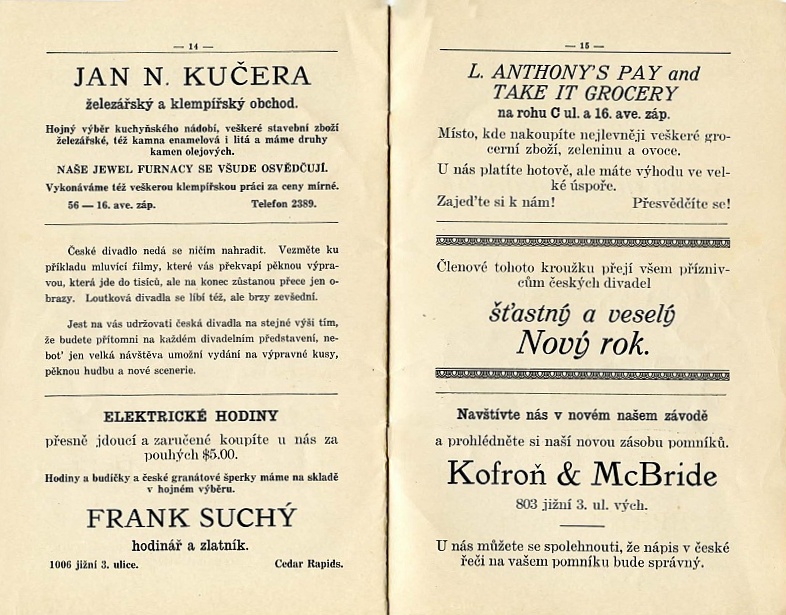 — 14 —
JAN N. KUČERA
železářský a klempířský obchod.
Hojný výběr kuchyňského nádobí, veškeré stavební zboží
železářské, též kamna enamelová i litá a máme druhy
kamen olejových.
NAŠE JEWEL FURNACY SE VŠUDE OSVĚDČUJÍ.
Vykonáváme též veškerou klempířskou práci za ceny mírné.
56 — 16. ave. záp. Telefon 2389.
České divadlo nedá se ničím nahradit. Vezměte ku
příkladu mluvící filmy, které vás překvapí pěknou výpra-
vou, která jde do tisíců, ale na konec zůstanou přece jen o-
brazy. Loutková divadla se líbí též, ale brzy zevšední.
Jest na vás udržovati česká divadla na stejné výši tím,
že budete přítomni na každém divadelním představení, ne-
boť jen velká návštěva umožní vydání na výpravné kusy,
pěknou hudbu a nové scenerie.
ELEKTRICKÉ HODINY
přesně jdoucí a zaručené koupíte u nás za
pouhých $5.00.
Hodiny a budíčky a české granátové šperky máme na skladě
v hojném výběru.
FRANK SUCHÝ
hodinář a zlatník.
1006 jižní 3. ulice. Cedar Rapids.
— 15 —
L. ANTHONY'S PAY and
TAKE IT GROCERY
na rohu C ul. a 16. ave. záp.
Místo, kde nakoupíte nejlevněji veškeré gro-
cerní zboží, zeleninu a ovoce.
U nás platíte hotově, ale máte výhodu ve vel-
ké úspoře.
Zajeďte si k nám! Přesvědčíte se!
Členové tohoto kroužku přejí všem přízniv-
cům českých divadel
šťastný a veselý
Nový rok.
Navštivte nás v novém našem závodě
a prohlédněte si naší novou zásobu pomníků.
Kofroň & McBride
803 jižní 3. ul. vých.
U nás můžete se spolehnouti, že nápis v české
řeči na vašem pomníku bude správný.